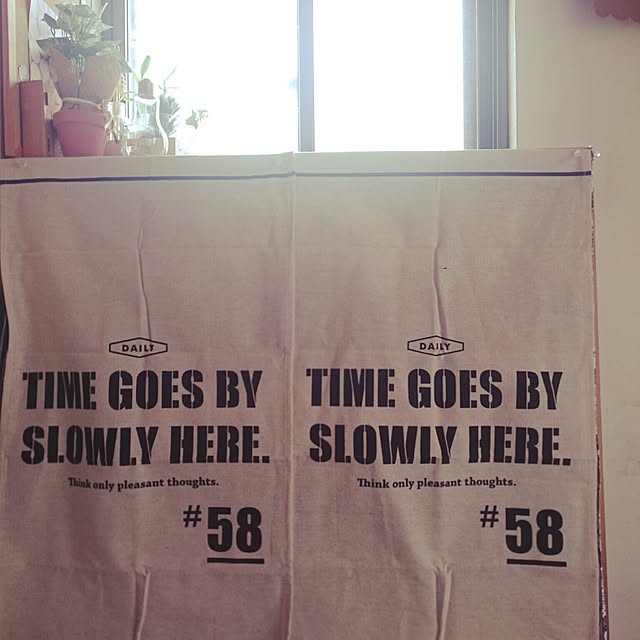 DAILY
TIME GOES BY
SLOWLY HERE.
Think only pleasant thoughts.
#58
DAILY
TIME GOES BY
SLOWLY HERE.
Think only pleasant thoughts.
#58